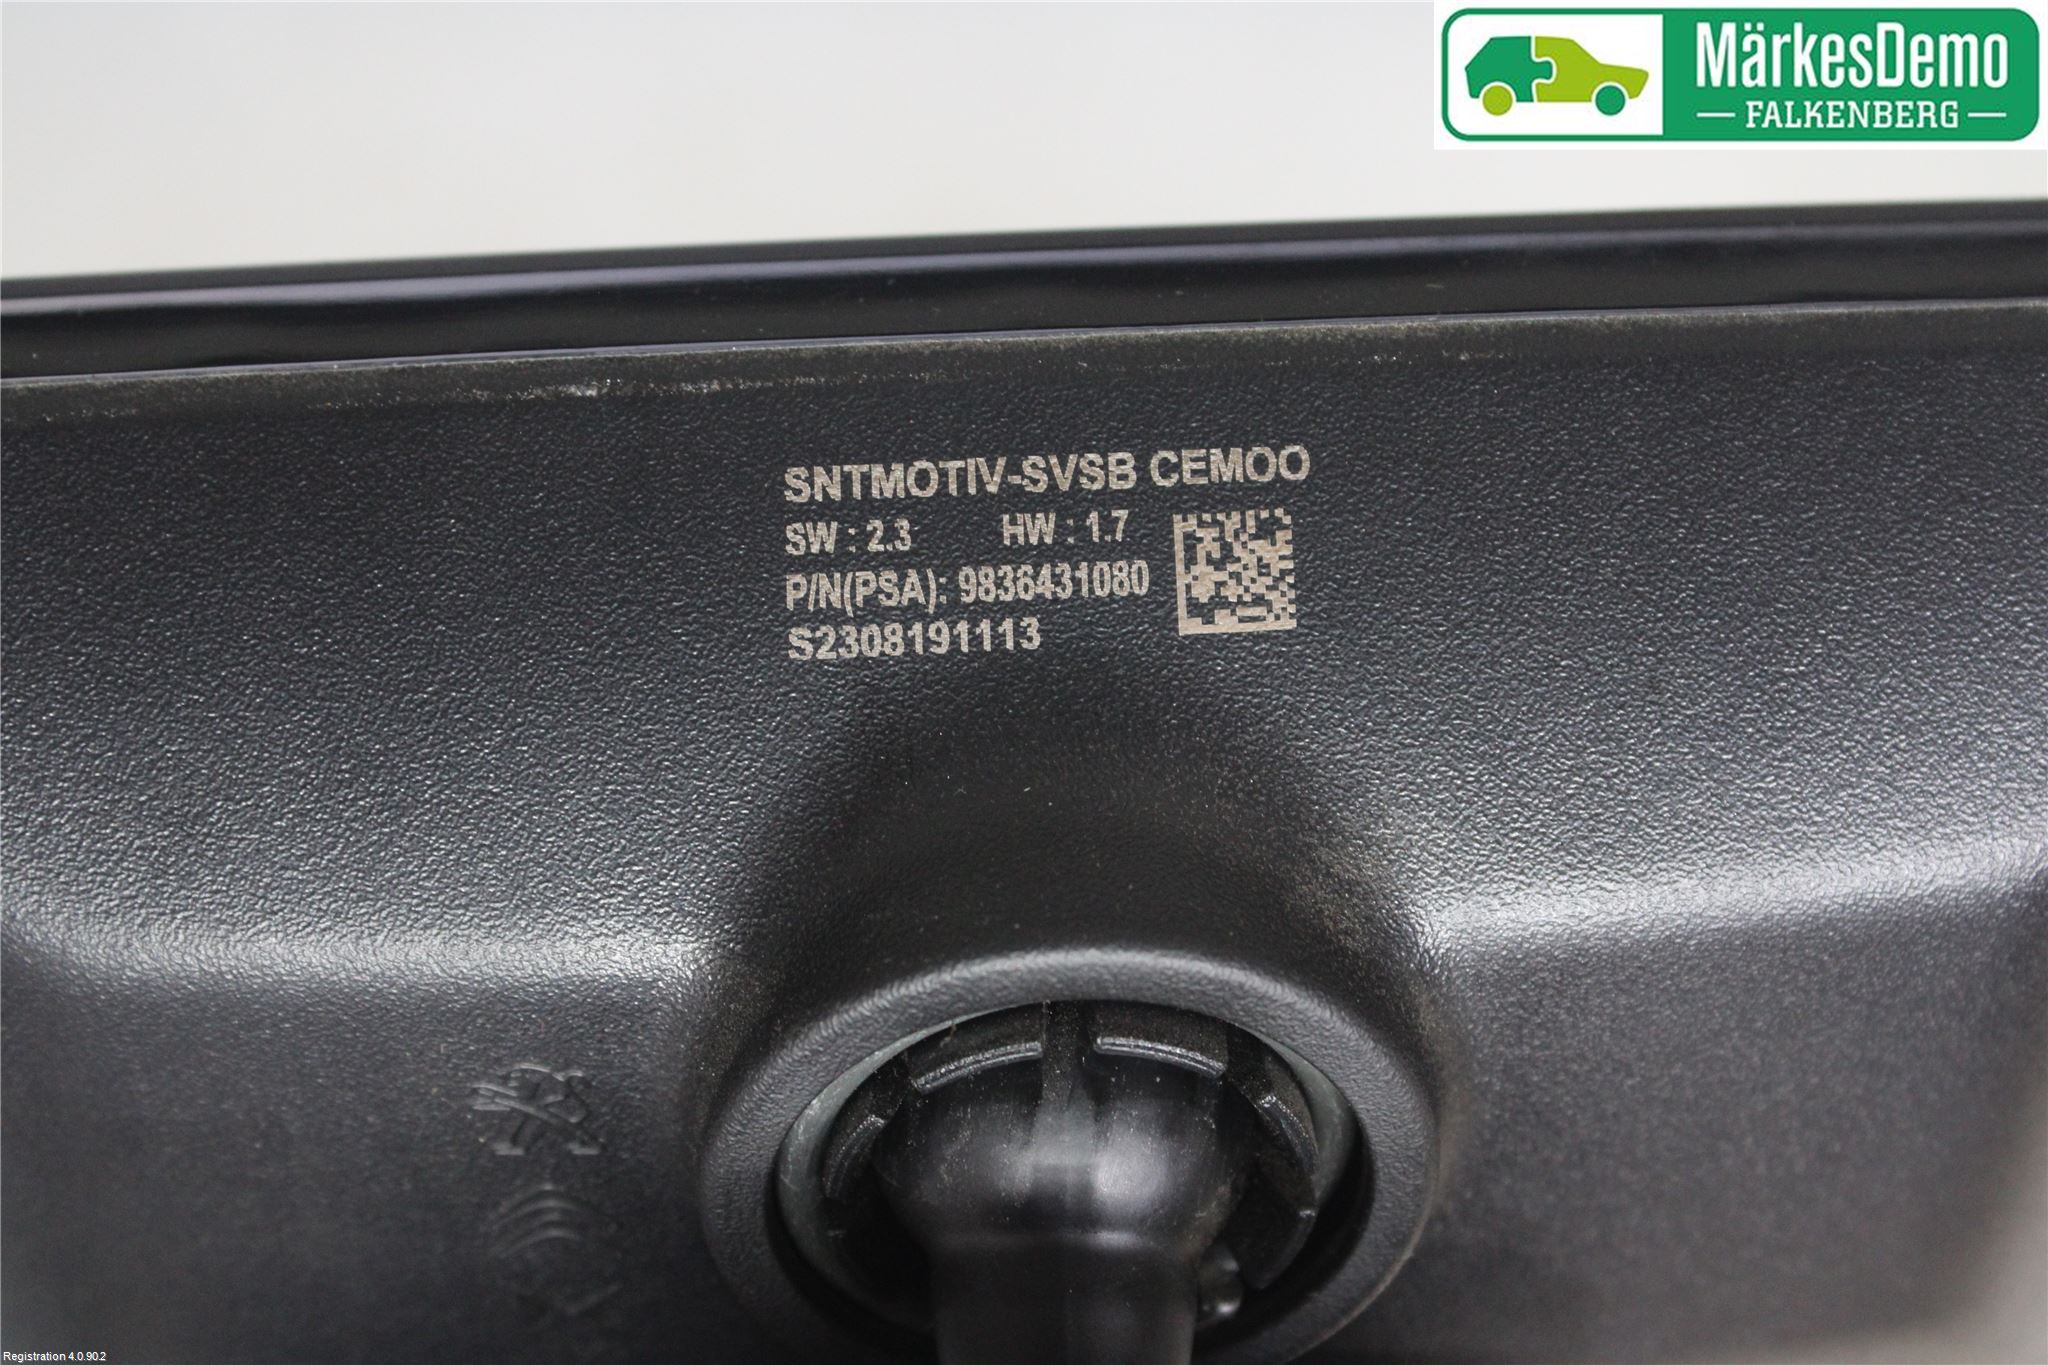 MärkesDemo
FALKENBERG
SNTMOTIV-SVSB CEMOO
SW : 2.3 HW : 1.7
P/N(PSA): 9836431080
S2308191113
Registration 4.0.90.2